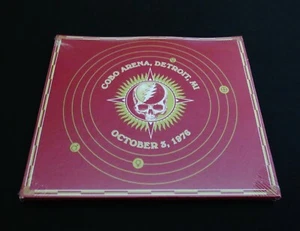 COBO ARENA, DETROIT, MI
OCTOBER 3, 1976